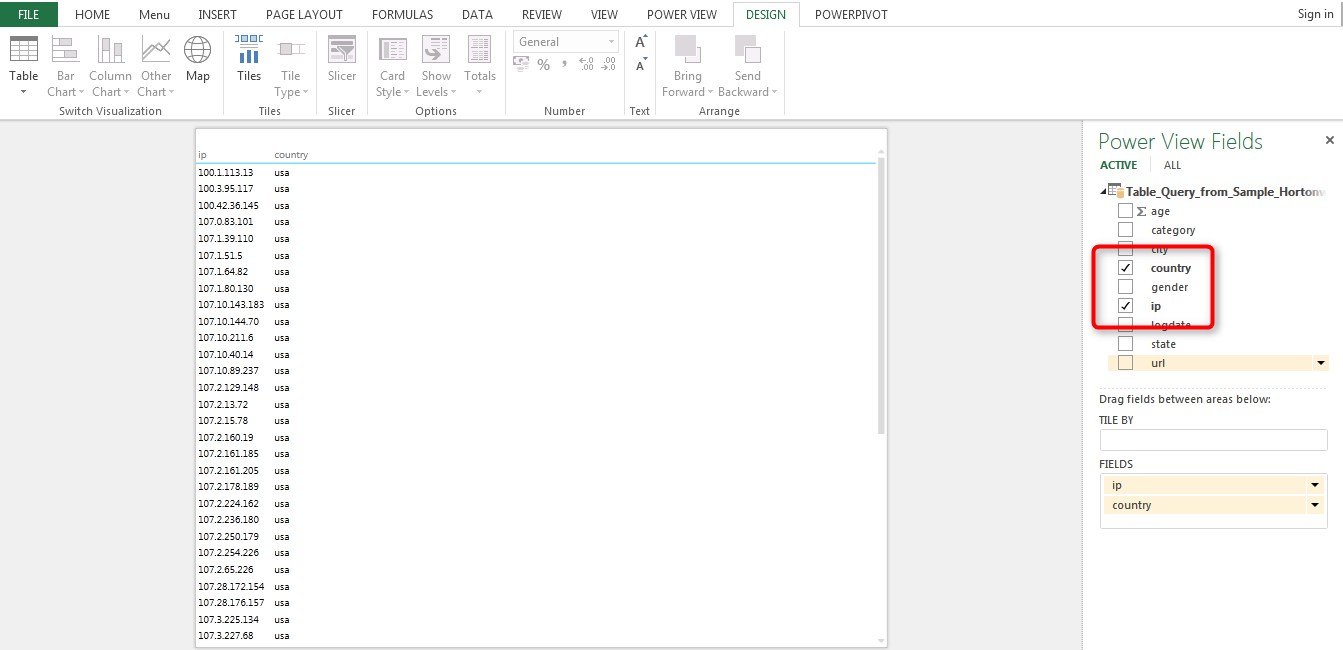 FILE HOME Menu INSERT PAGE LAYOUT FORMULAS DATA REVIEW VIEW POWER VIEW DESIGN POWERPIVOT Sign in
General
Table Bar Column Other Map Tiles Tile Slicer Card Show Totals % , .0 .00 A Bring Send
Chart Chart Chart Type Style Levels .00 .0 A Forward Backward
Switch Visualization Tiles Slicer Options Number Text Arrange
ip country
100.1.113.13 usa
100.3.95.117 usa
100.42.36.145 usa
107.0.83.101 usa
107.1.39.110 usa
107.1.51.5 usa
107.1.64.82 usa
107.1.80.130 usa
107.10.143.183 usa
107.10.144.70 usa
107.10.211.6 usa
107.10.40.14 usa
107.10.89.237 usa
107.2.129.148 usa
107.2.13.72 usa
107.2.15.78 usa
107.2.160.19 usa
107.2.161.185 usa
107.2.161.205 usa
107.2.178.189 usa
107.2.224.162 usa
107.2.236.180 usa
107.2.250.179 usa
107.2.254.226 usa
107.2.65.226 usa
107.28.172.154 usa
107.28.176.157 usa
107.3.225.134 usa
107.3.227.68 usa
Power View Fields
ACTIVE ALL
Table_Query_from_Sample_Hortonw
Σ age
category
city
country
gender
ip
logdate
state
url
Drag fields between areas below:
TILE BY
FIELDS
ip
country